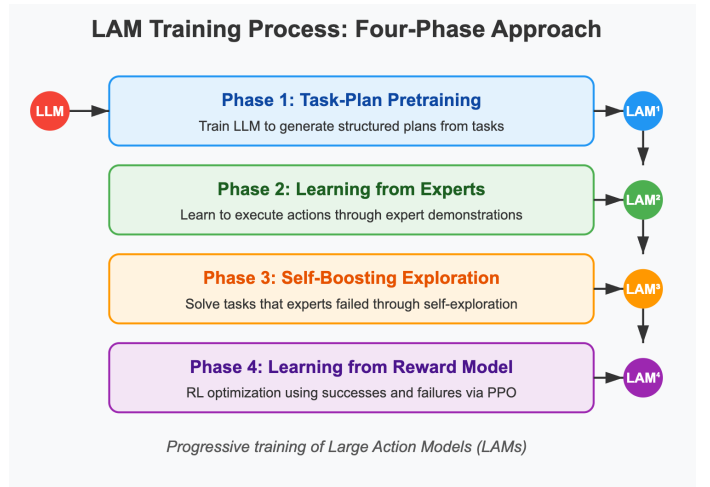 LAM Training Process: Four-Phase Approach
LLM
Phase 1: Task-Plan Pretraining
Train LLM to generate structured plans from tasks
LAM¹
Phase 2: Learning from Experts
Learn to execute actions through expert demonstrations
LAM²
Phase 3: Self-Boosting Exploration
Solve tasks that experts failed through self-exploration
LAM³
Phase 4: Learning from Reward Model
RL optimization using successes and failures via PPO
LAM⁴
Progressive training of Large Action Models (LAMs)